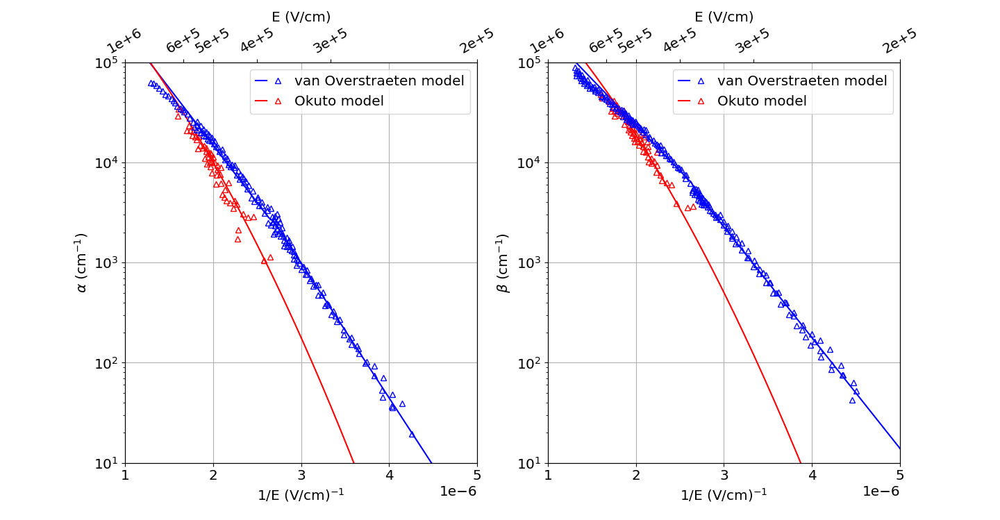 E (V/cm)
1e+6 6e+5 5e+5 4e+5 3e+5 2e+5
10⁵
10⁴
10³
10²
10¹
α (cm⁻¹)
van Overstraeten model
Okuto model
1 2 3 4 5
1/E (V/cm)⁻¹
1e−6
E (V/cm)
1e+6 6e+5 5e+5 4e+5 3e+5 2e+5
10⁵
10⁴
10³
10²
10¹
β (cm⁻¹)
van Overstraeten model
Okuto model
1 2 3 4 5
1/E (V/cm)⁻¹
1e−6